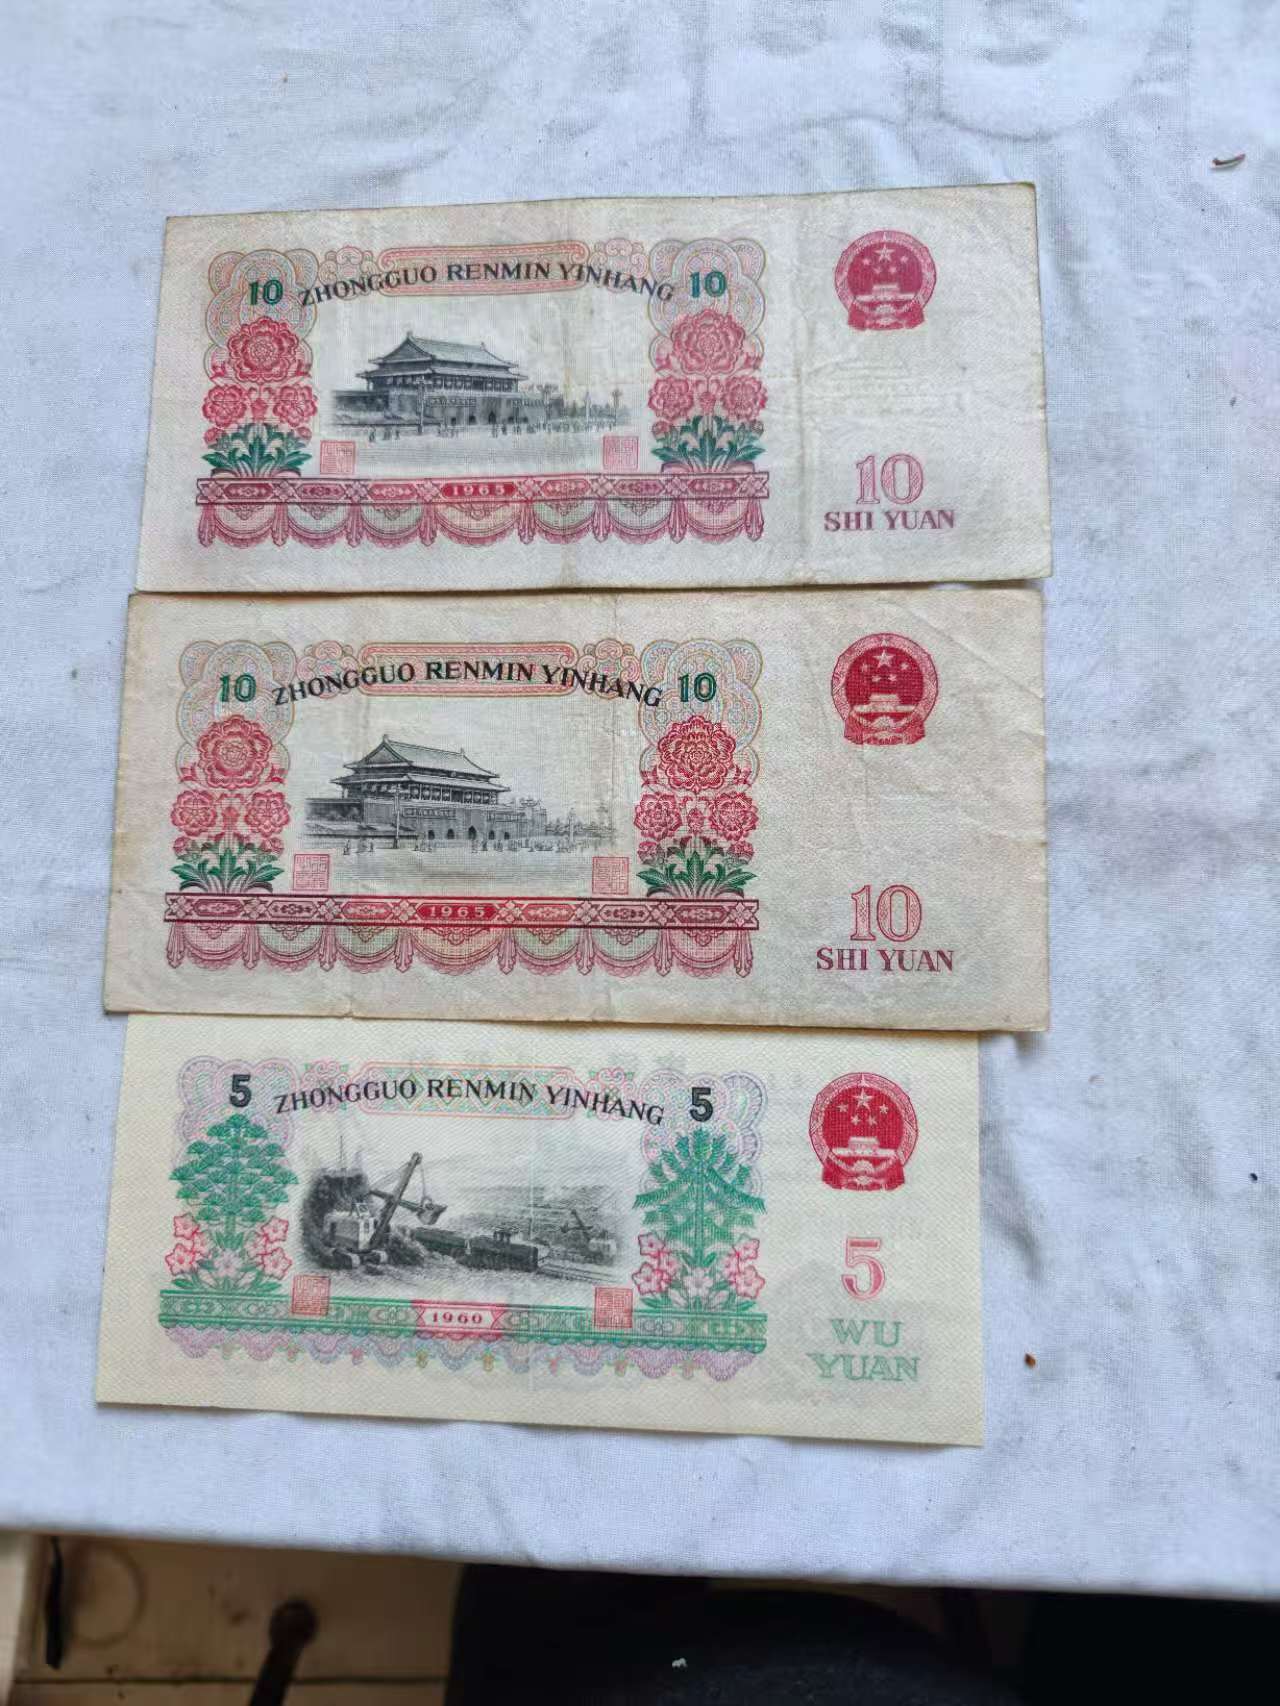 10 ZHONGGUO RENMIN YINHANG 10
1965
10
SHI YUAN
10 ZHONGGUO RENMIN YINHANG 10
1965
10
SHI YUAN
5 ZHONGGUO RENMIN YINHANG 5
5
1960
WU
YUAN